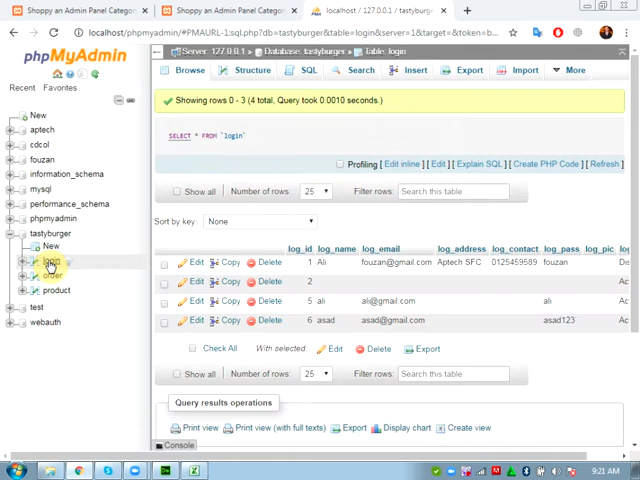 Shoppy an Admin Panel Category
Shoppy an Admin Panel Category
localhost / 127.0.0.1 / tastyburger
127.0.0.1/phpmyadmin/#PMAURL-1:sql.php?db=tastyburger&table=login&server=1&target=&token=b...
phpMyAdmin
Server: 127.0.0.1 » Database: tastyburger » Table: login
Recent Favorites
Browse Structure SQL Search Insert Export Import More
Showing rows 0 - 3 (4 total, Query took 0.0010 seconds.)
SELECT * FROM `login`
Profiling [ Edit inline ] [ Edit ] [ Explain SQL ] [ Create PHP Code ] [ Refresh ]
New
aptech
cdcol
fouzan
information_schema
mysql
performance_schema
phpmyadmin
tastyburger
New
login
order
product
test
webauth
Show all Number of rows: 25 Filter rows: Search this table
Sort by key: None
log_id log_name log_email log_address log_contact log_pass log_pic
Edit Copy Delete 1 Ali fouzan@gmail.com Aptech SFC 0125459589 fouzan
Edit Copy Delete 2
Edit Copy Delete 5 ali ali@gmail.com ali
Edit Copy Delete 6 asad asad@gmail.com asad123
Check All With selected: Edit Delete Export
Show all Number of rows: 25 Filter rows: Search this table
Query results operations
Print view Print view (with full texts) Export Display chart Create view
Console
9:21 AM